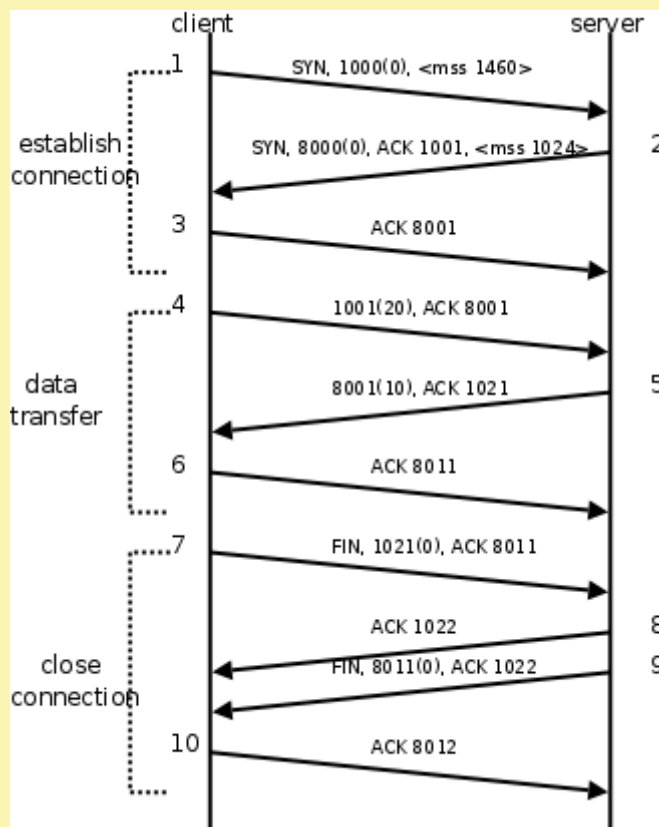 client server
1 SYN, 1000(0), <mss 1460>
establish
connection
SYN, 8000(0), ACK 1001, <mss 1024> 2
3 ACK 8001
4 1001(20), ACK 8001
data
transfer
8001(10), ACK 1021 5
6 ACK 8011
7 FIN, 1021(0), ACK 8011
ACK 1022 8
close
connection
FIN, 8011(0), ACK 1022 9
10 ACK 8012